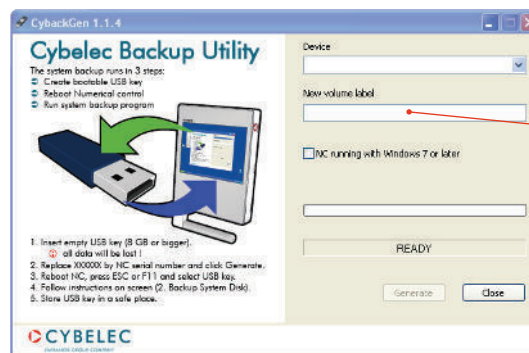 CybackGen 1.1.4
Cybelec Backup Utility
The system backup runs in 3 steps:
Create bootable USB key
Reboot Numerical control
Run system backup program
1. Insert empty USB key (8 GB or bigger).
all data will be lost !
2. Replace XXXXXX by NC serial number and click Generate.
3. Reboot NC, press ESC or F11 and select USB key.
4. Follow instructions on screen (2. Backup System Disk).
5. Store USB key in a safe place.
CYBELEC
Device
New volume label
NC running with Windows 7 or later
READY
Generate
Close